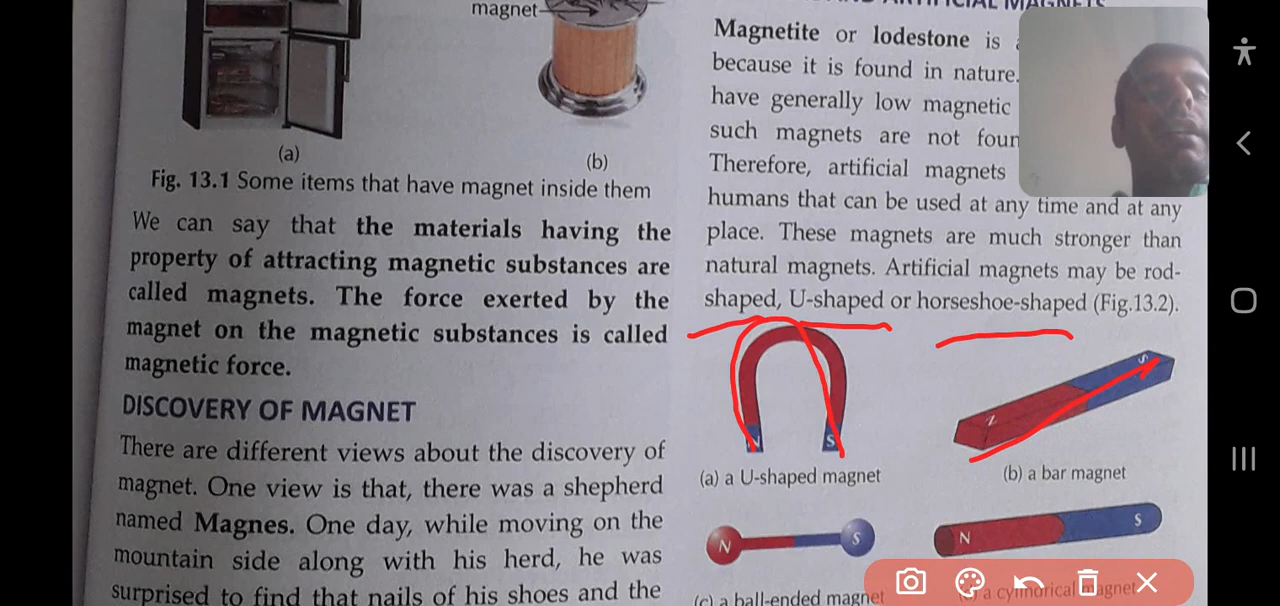 magnet
(a)
(b)
Fig. 13.1 Some items that have magnet inside them
We can say that the materials having the
property of attracting magnetic substances are
called magnets. The force exerted by the
magnet on the magnetic substances is called
magnetic force.
DISCOVERY OF MAGNET
There are different views about the discovery of
magnet. One view is that, there was a shepherd
named Magnes. One day, while moving on the
mountain side along with his herd, he was
surprised to find that nails of his shoes and the
ARTIFICIAL MAGNETS
Magnetite or lodestone is
because it is found in nature.
have generally low magnetic
such magnets are not
Therefore, artificial magnets
humans that can be used at any time and at any
place. These magnets are much stronger than
natural magnets. Artificial magnets may be rod-
shaped, U-shaped or horseshoe-shaped (Fig.13.2).
N S
N S
(a) a U-shaped magnet
(b) a bar magnet
N S
N S
(c) a ball-ended magnet
a cylindrical magnet